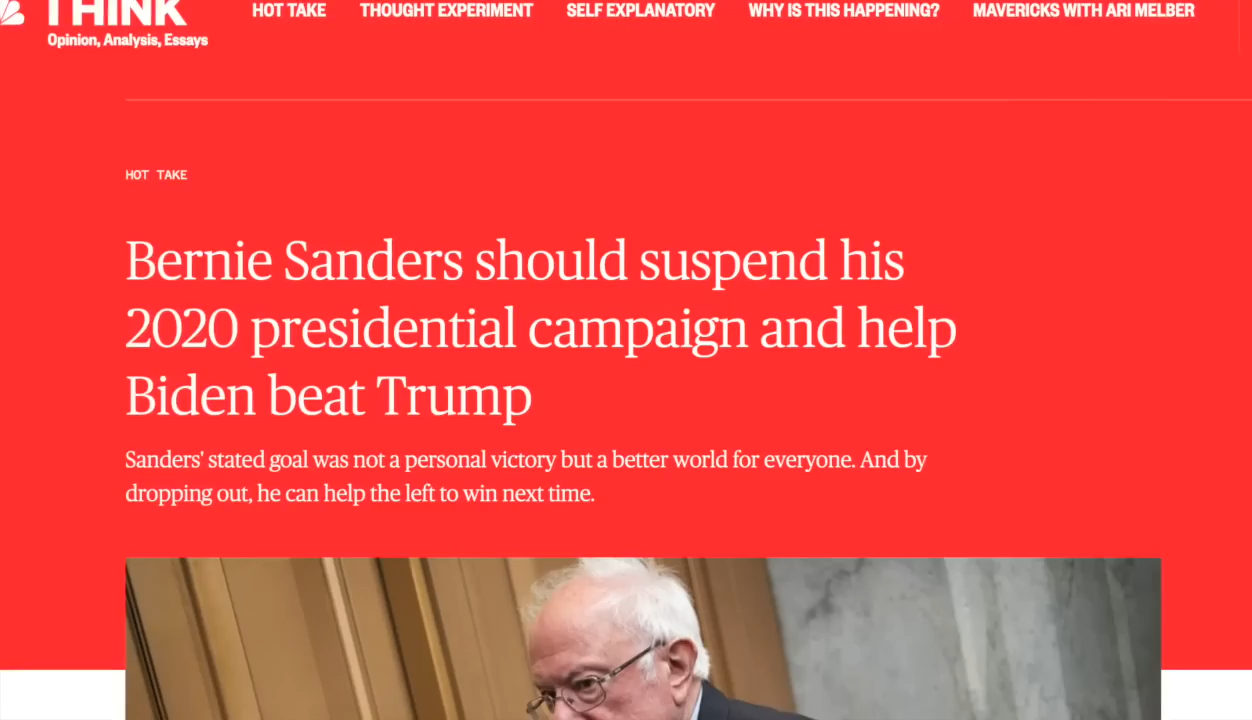 THINK
HOT TAKE THOUGHT EXPERIMENT SELF EXPLANATORY WHY IS THIS HAPPENING? MAVERICKS WITH ARI MELBER
Opinion, Analysis, Essays
HOT TAKE
Bernie Sanders should suspend his
2020 presidential campaign and help
Biden beat Trump
Sanders' stated goal was not a personal victory but a better world for everyone. And by
dropping out, he can help the left to win next time.